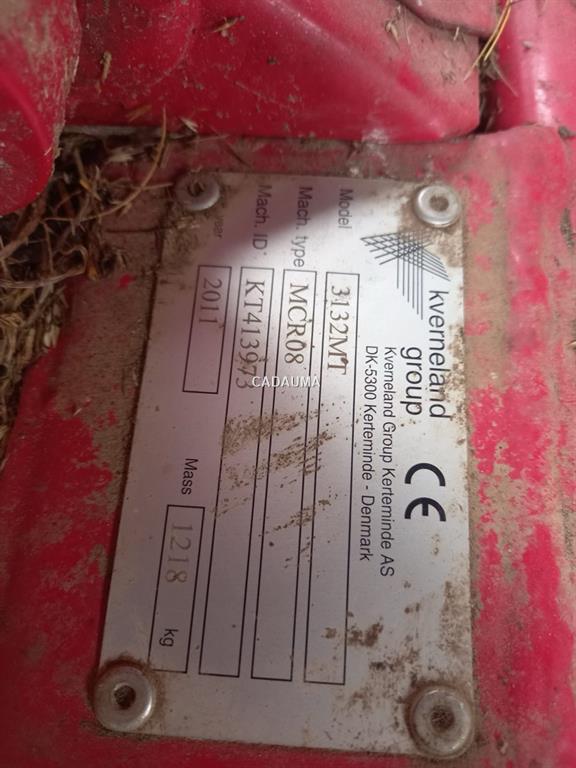 kverneland
group
CE
Kverneland Group Kerteminde AS
DK-5300 Kerteminde - Denmark
Model 3132MT
Mach. type MCR08
Mach. ID KT413973
year 2011 Mass 1218 kg
CADAUMA